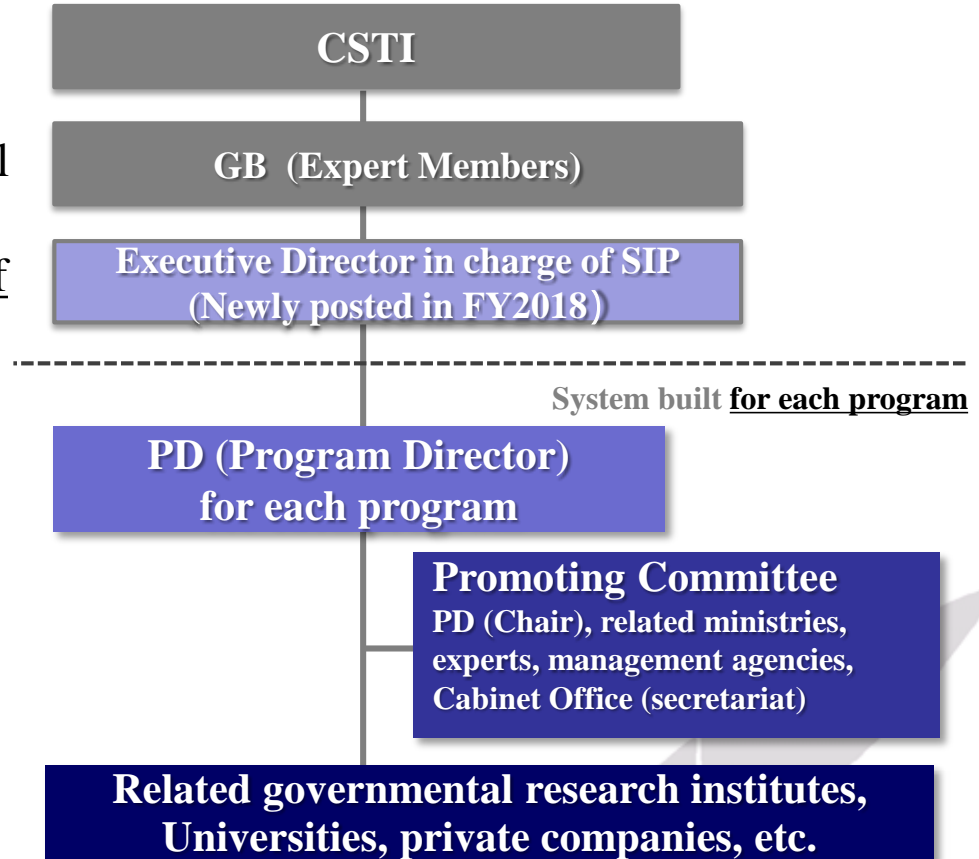 CSTI
l
GB (Expert Members)
f
Executive Director in charge of SIP
(Newly posted in FY2018)
System built for each program
PD (Program Director)
for each program
Promoting Committee
PD (Chair), related ministries,
experts, management agencies,
Cabinet Office (secretariat)
Related governmental research institutes,
Universities, private companies, etc.